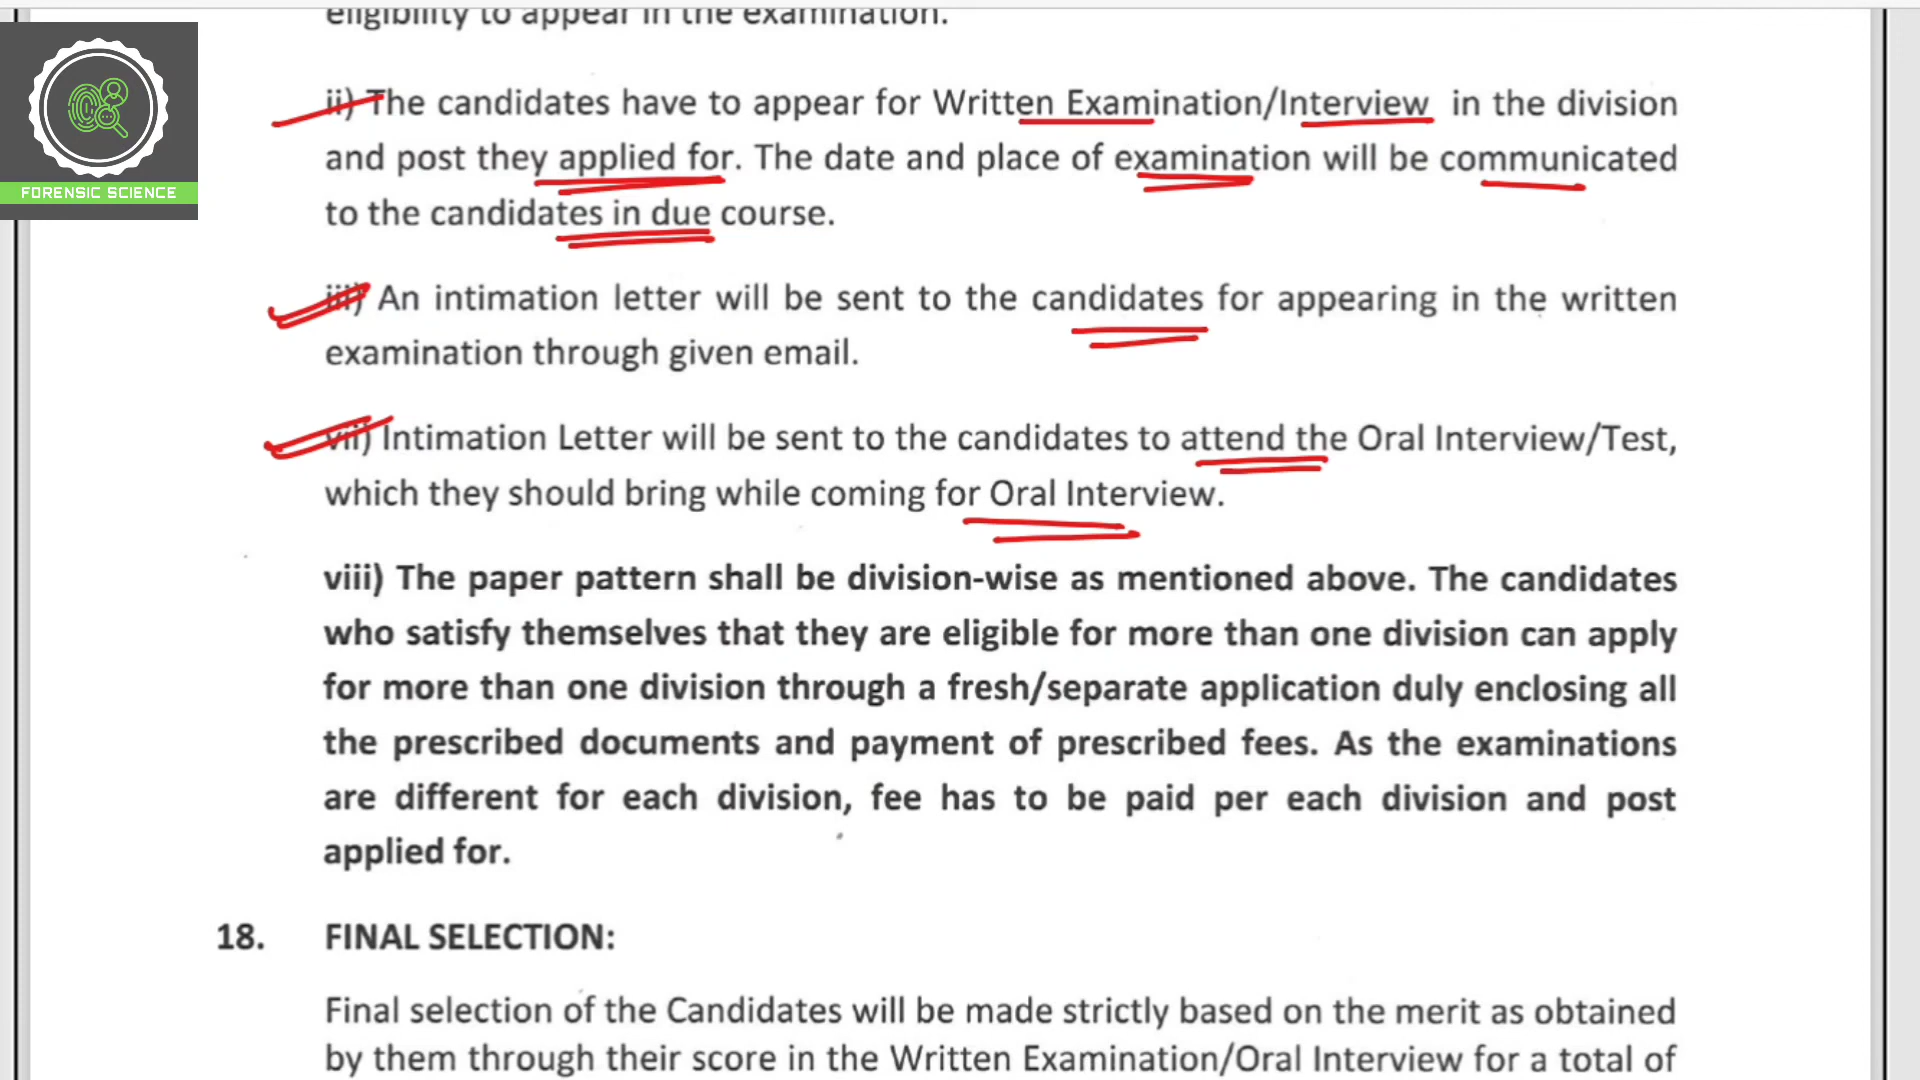 eligibility to appear in the examination.
FORENSIC SCIENCE
ii) The candidates have to appear for Written Examination/Interview in the division
and post they applied for. The date and place of examination will be communicated
to the candidates in due course.
iii) An intimation letter will be sent to the candidates for appearing in the written
examination through given email.
vii) Intimation Letter will be sent to the candidates to attend the Oral Interview/Test,
which they should bring while coming for Oral Interview.
viii) The paper pattern shall be division-wise as mentioned above. The candidates
who satisfy themselves that they are eligible for more than one division can apply
for more than one division through a fresh/separate application duly enclosing all
the prescribed documents and payment of prescribed fees. As the examinations
are different for each division, fee has to be paid per each division and post
applied for.
18. FINAL SELECTION:
Final selection of the Candidates will be made strictly based on the merit as obtained
by them through their score in the Written Examination/Oral Interview for a total of